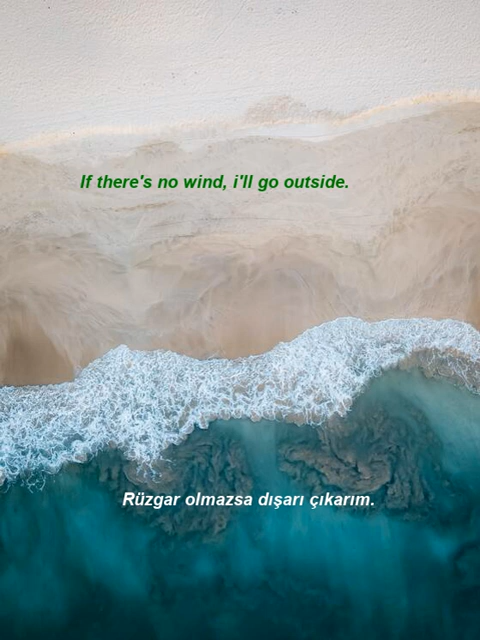 If there's no wind, i'll go outside.
Rüzgar olmazsa dışarı çıkarım.